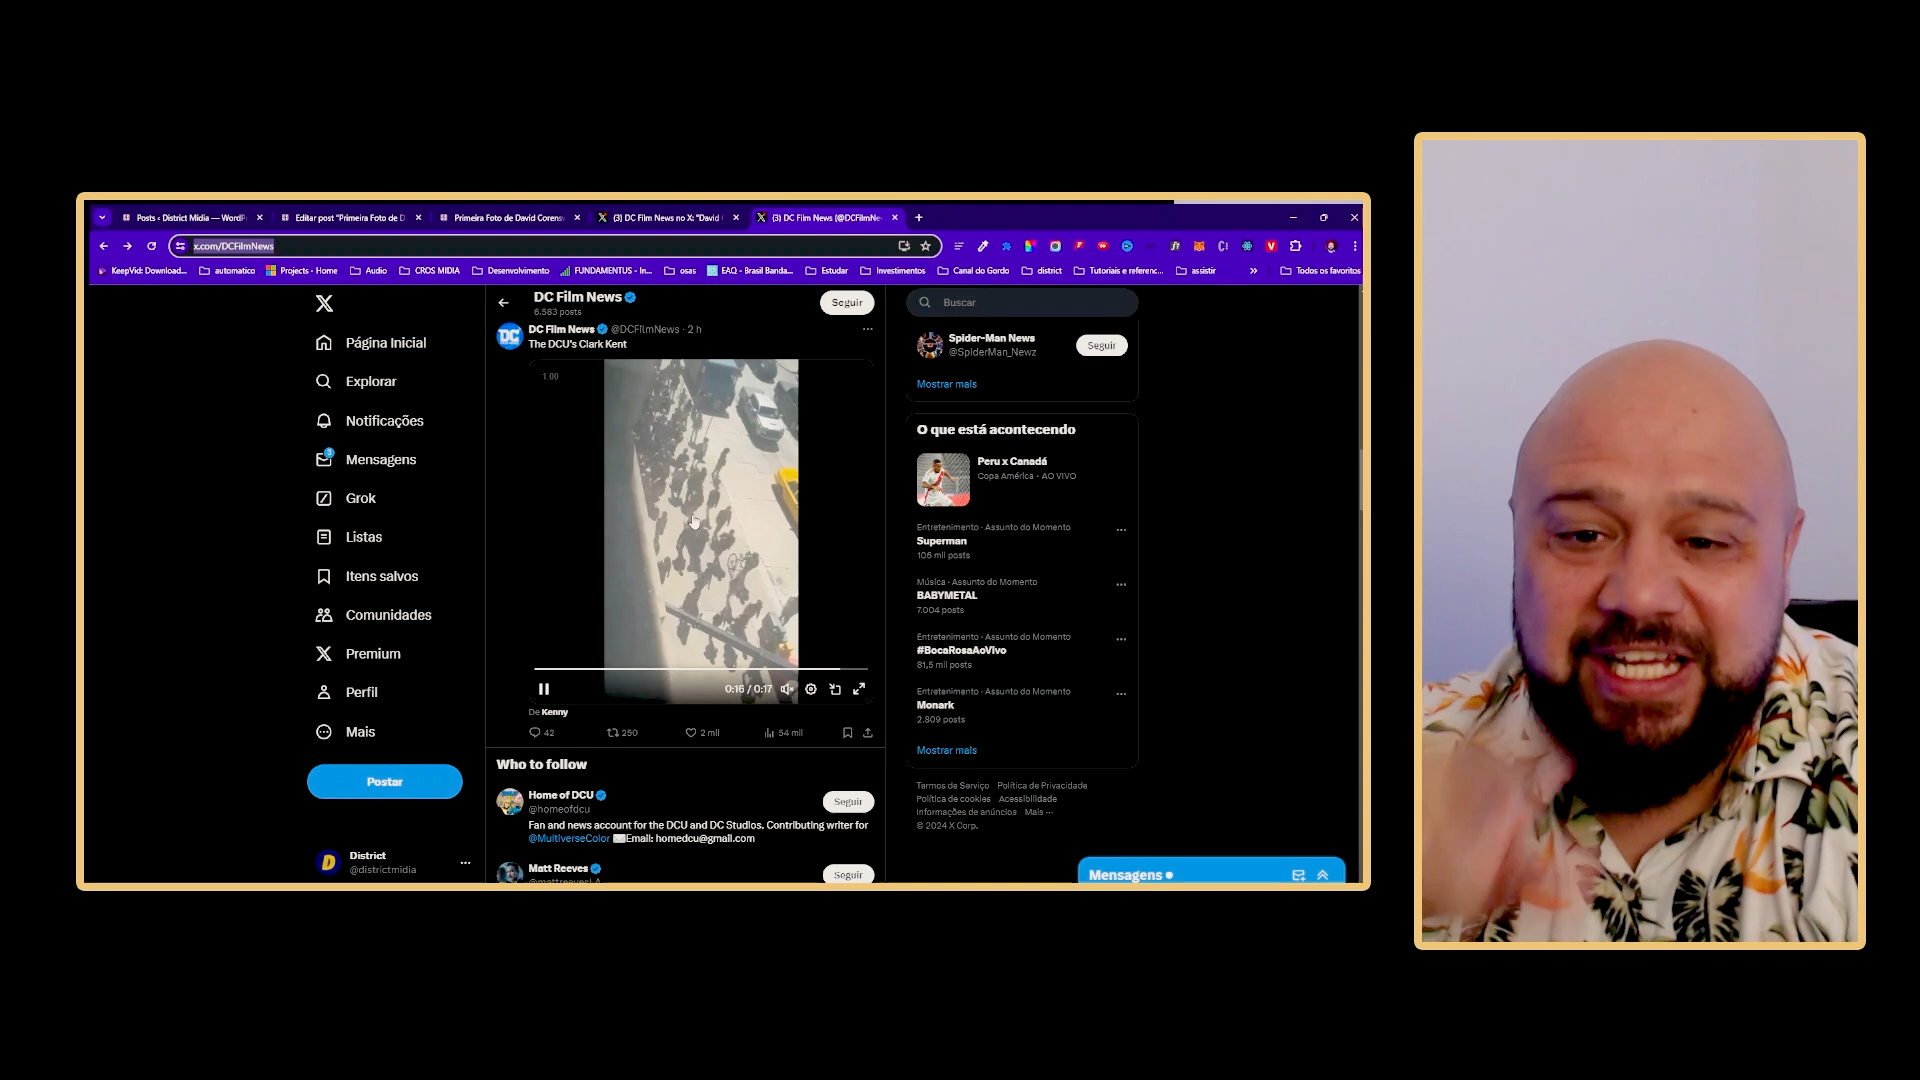 Posts ‹ District Midia — WordP
Editar post "Primeira Foto de D
Primeira Foto de David Corensw
(3) DC Film News no X: "David
(3) DC Film News (@DCFilmNe
x.com/DCFilmNews
KeepVid: Download...
automatico
Projects - Home
Audio
CROS MIDIA
Desenvolvimento
FUNDAMENTUS - In...
osas
EAQ - Brasil Banda...
Estudar
Investimentos
Canal do Gordo
district
Tutoriais e referenc...
assistir
Todos os favoritos
Página Inicial
Explorar
Notificações
3
Mensagens
Grok
Listas
Itens salvos
Comunidades
Premium
Perfil
Mais
Postar
District
@districtmidia
DC Film News
6.583 posts
Seguir
DC Film News @DCFilmNews · 2 h
The DCU's Clark Kent
1.00
0:16 / 0:17
De Kenny
42
250
2 mil
54 mil
Who to follow
Home of DCU
@homeofdcu
Seguir
Fan and news account for the DCU and DC Studios. Contributing writer for
@MultiverseColor Email: homedcu@gmail.com
Matt Reeves
@mattreevesLA
Seguir
Buscar
Spider-Man News
@SpiderMan_Newz
Seguir
Mostrar mais
O que está acontecendo
Peru x Canadá
Copa América · AO VIVO
Entretenimento · Assunto do Momento
Superman
106 mil posts
Música · Assunto do Momento
BABYMETAL
7.004 posts
Entretenimento · Assunto do Momento
#BocaRosaAoVivo
81,5 mil posts
Entretenimento · Assunto do Momento
Monark
2.809 posts
Mostrar mais
Termos de Serviço Política de Privacidade
Política de cookies Acessibilidade
Informações de anúncios Mais ···
© 2024 X Corp.
Mensagens